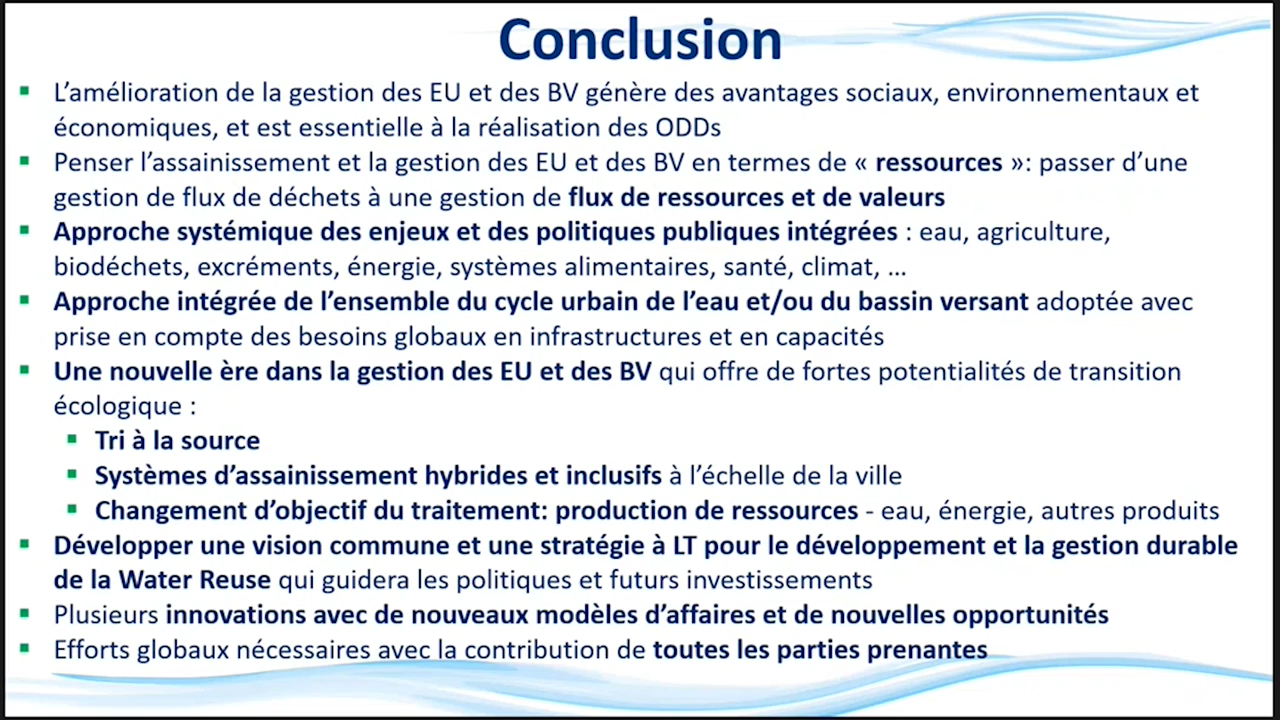 Conclusion
▪ L'amélioration de la gestion des EU et des BV génère des avantages sociaux, environnementaux et
économiques, et est essentielle à la réalisation des ODDs
▪ Penser l'assainissement et la gestion des EU et des BV en termes de « ressources »: passer d'une
gestion de flux de déchets à une gestion de flux de ressources et de valeurs
▪ Approche systémique des enjeux et des politiques publiques intégrées : eau, agriculture,
biodéchets, excréments, énergie, systèmes alimentaires, santé, climat, ...
▪ Approche intégrée de l'ensemble du cycle urbain de l'eau et/ou du bassin versant adoptée avec
prise en compte des besoins globaux en infrastructures et en capacités
▪ Une nouvelle ère dans la gestion des EU et des BV qui offre de fortes potentialités de transition
écologique :
▪ Tri à la source
▪ Systèmes d'assainissement hybrides et inclusifs à l'échelle de la ville
▪ Changement d'objectif du traitement: production de ressources - eau, énergie, autres produits
▪ Développer une vision commune et une stratégie à LT pour le développement et la gestion durable
de la Water Reuse qui guidera les politiques et futurs investissements
▪ Plusieurs innovations avec de nouveaux modèles d'affaires et de nouvelles opportunités
▪ Efforts globaux nécessaires avec la contribution de toutes les parties prenantes